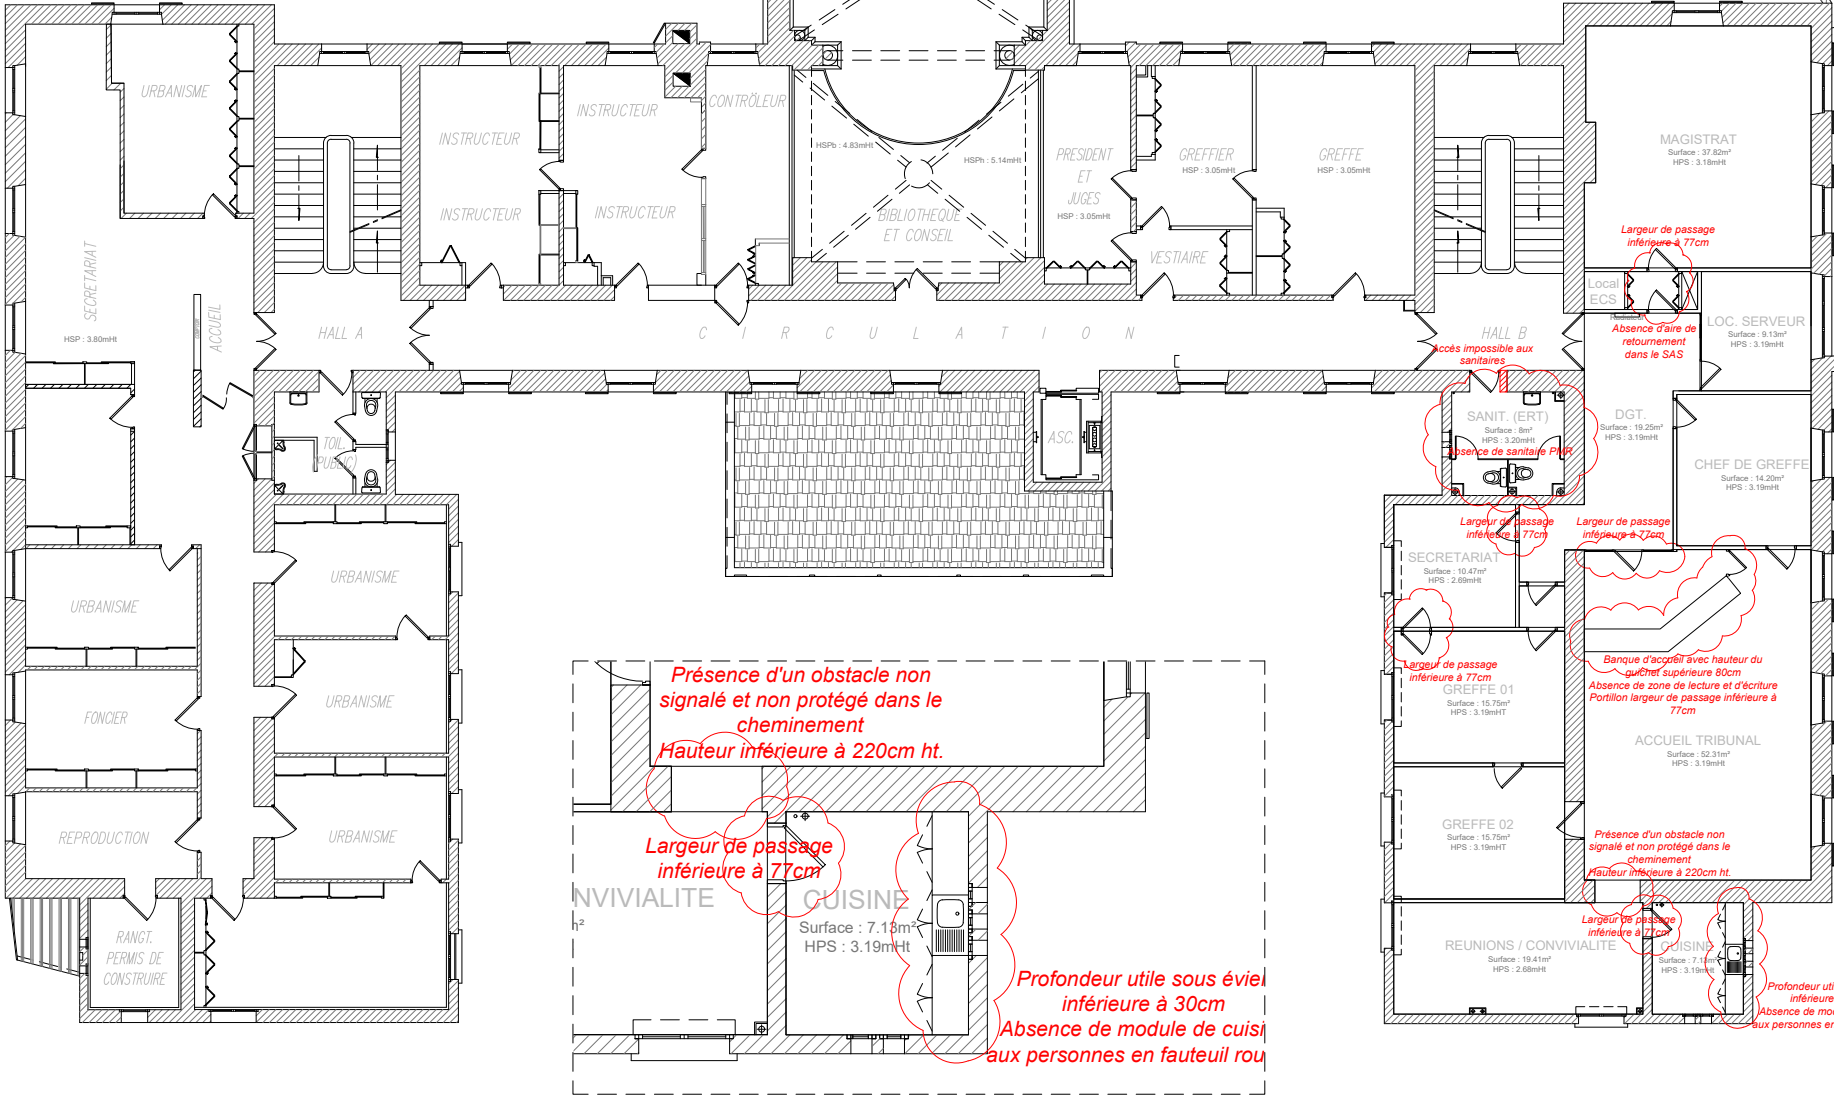 URBANISME
SECRETARIAT
HSP : 3.80mHt
ACCUEIL
HALL A
INSTRUCTEUR
INSTRUCTEUR
INSTRUCTEUR
INSTRUCTEUR
CONTRÔLEUR
HSPb : 4.83mHt
HSPh : 5.14mHt
BIBLIOTHEQUE
ET CONSEIL
PRESIDENT
ET
JUGES
HSP : 3.05mHt
GREFFIER
HSP : 3.05mHt
VESTIAIRE
GREFFE
HSP : 3.05mHt
CIRCULATION
HALL B
MAGISTRAT
Surface : 37.82m²
HPS : 3.18mHt
Largeur de passage
inférieure à 77cm
Local
ECS
Absence d'aire de
retournement
dans le SAS
LOC. SERVEUR
Surface : 9.13m²
HPS : 3.19mHt
Accès impossible aux
sanitaires
SANIT. (ERT)
Surface : 8m²
HPS : 3.20mHt
Absence de sanitaire PMR
DGT.
Surface : 19.25m²
HPS : 3.19mHt
CHEF DE GREFFE
Surface : 14.20m²
HPS : 3.19mHt
TOIL.
(PUBLIC)
ASC.
Largeur de passage
inférieure à 77cm
Largeur de passage
inférieure à 77cm
SECRETARIAT
Surface : 10.47m²
HPS : 2.69mHt
URBANISME
URBANISME
URBANISME
FONCIER
URBANISME
REPRODUCTION
RANGT.
PERMIS DE
CONSTRUIRE
Largeur de passage
inférieure à 77cm
GREFFE 01
Surface : 15.75m²
HPS : 3.19mHT
Banque d'accueil avec hauteur du
guichet supérieure 80cm
Absence de zone de lecture et d'écriture
Portillon largeur de passage inférieure à
77cm
ACCUEIL TRIBUNAL
Surface : 52.31m²
HPS : 3.19mHt
GREFFE 02
Surface : 15.75m²
HPS : 3.19mHT
Présence d'un obstacle non
signalé et non protégé dans le
cheminement
Hauteur inférieure à 220cm ht.
Largeur de passage
inférieure à 77cm
REUNIONS / CONVIVIALITE
Surface : 19.41m²
HPS : 2.68mHt
CUISINE
Surface : 7.13m²
HPS : 3.19mHt
Profondeur uti
inférieure
Absence de mo
aux personnes en
Présence d'un obstacle non
signalé et non protégé dans le
cheminement
Hauteur inférieure à 220cm ht.
Largeur de passage
inférieure à 77cm
NVIVIALITE
m²
CUISINE
Surface : 7.13m²
HPS : 3.19mHt
Profondeur utile sous évier
inférieure à 30cm
Absence de module de cuisi
aux personnes en fauteuil rou